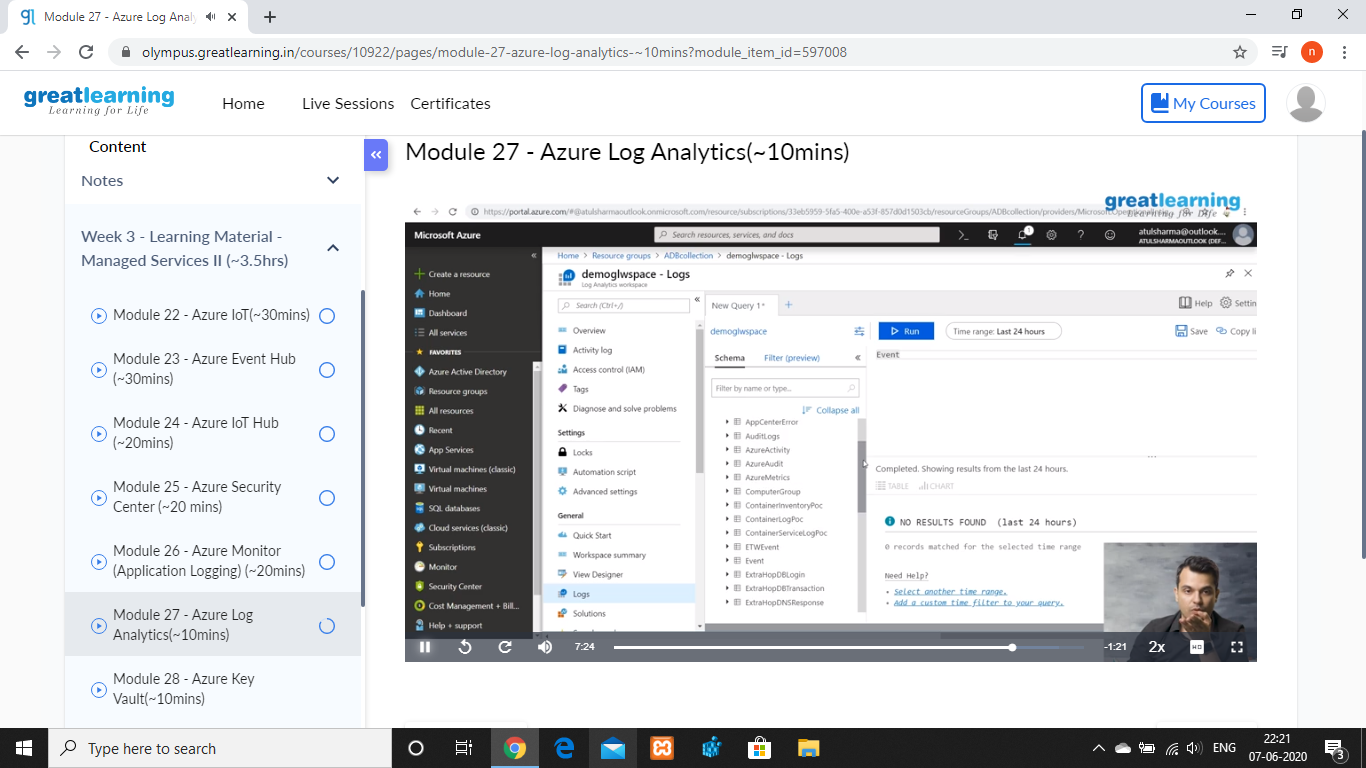 Module 27 - Azure Log Analy
olympus.greatlearning.in/courses/10922/pages/module-27-azure-log-analytics-~10mins?module_item_id=597008
n
greatlearning
Learning for Life
Home
Live Sessions
Certificates
My Courses
Content
Notes
Week 3 - Learning Material -
Managed Services II (~3.5hrs)
Module 22 - Azure IoT(~30mins)
Module 23 - Azure Event Hub
(~30mins)
Module 24 - Azure IoT Hub
(~20mins)
Module 25 - Azure Security
Center (~20 mins)
Module 26 - Azure Monitor
(Application Logging) (~20mins)
Module 27 - Azure Log
Analytics(~10mins)
Module 28 - Azure Key
Vault(~10mins)
Module 27 - Azure Log Analytics(~10mins)
greatlearning
Learning for Life
https://portal.azure.com/#@atulsharmaoutlook.onmicrosoft.com/resource/subscriptions/33eb5959-5fa5-400e-a53f-857d0d1503cb/resourceGroups/ADBcollection/providers/
Microsoft Azure
Search resources, services, and docs
1
atulsharma@outlook....
ATULSHARMAOUTLOOK (DEF...
Create a resource
Home
Dashboard
All services
FAVORITES
Azure Active Directory
Resource groups
All resources
Recent
App Services
Virtual machines (classic)
Virtual machines
SQL databases
Cloud services (classic)
Subscriptions
Monitor
Security Center
Cost Management + Bill...
Help + support
Home > Resource groups > ADBcollection > demoglwspace - Logs
demoglwspace - Logs
Log Analytics workspace
Search (Ctrl+/)
Overview
Activity log
Access control (IAM)
Tags
Diagnose and solve problems
Settings
Locks
Automation script
Advanced settings
General
Quick Start
Workspace summary
View Designer
Logs
Solutions
New Query 1*
Help
Settin
demoglwspace
Run
Time range: Last 24 hours
Save
Copy li
Schema
Filter (preview)
Filter by name or type...
Collapse all
AppCenterError
AuditLogs
AzureActivity
AzureAudit
AzureMetrics
ComputerGroup
ContainerInventoryPoc
ContainerLogPoc
ContainerServiceLogPoc
ETWEvent
Event
ExtraHopDBLogin
ExtraHopDBTransaction
ExtraHopDNSResponse
Event
Completed. Showing results from the last 24 hours.
TABLE
CHART
NO RESULTS FOUND (last 24 hours)
0 records matched for the selected time range
Need Help?
Select another time range.
Add a custom time filter to your query.
7:24
-1:21
2x
HD
Type here to search
ENG
22:21
07-06-2020
3